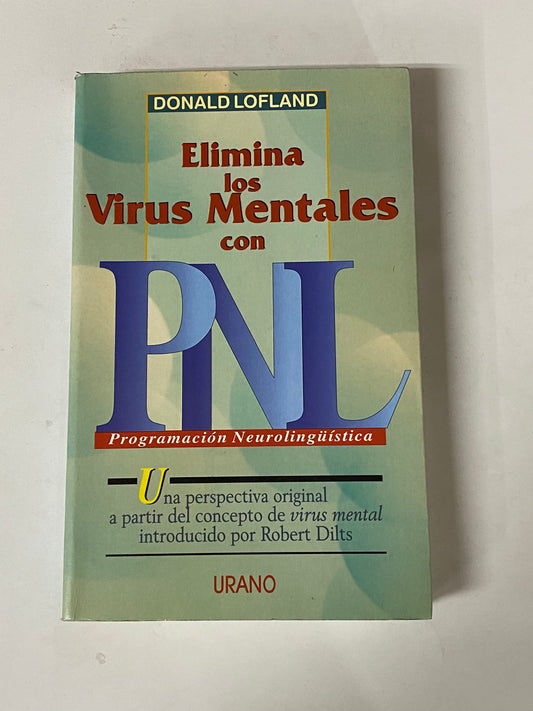 DONALD LOFLAND
Elimina
los
Virus Mentales
con
PNL
Programación Neurolingüística
Una perspectiva original
a partir del concepto de virus mental
introducido por Robert Dilts
URANO